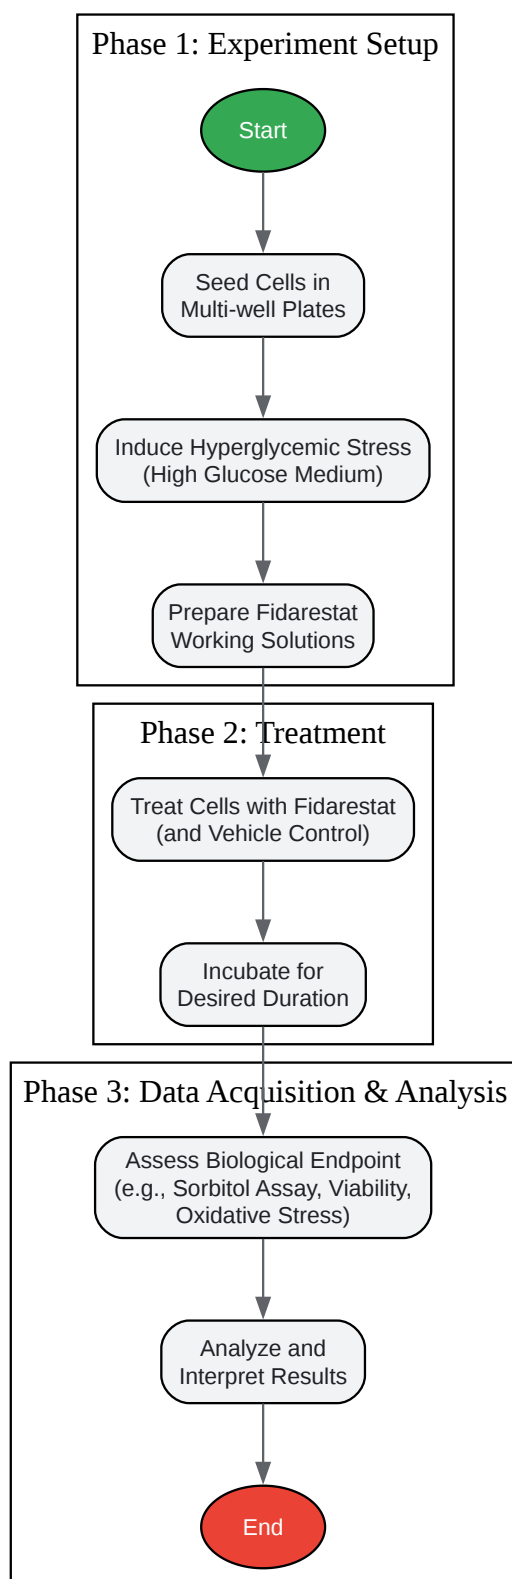 Phase 1: Experiment Setup
Start
Seed Cells in
Multi-well Plates
Induce Hyperglycemic Stress
(High Glucose Medium)
Prepare Fidarestat
Working Solutions
Phase 2: Treatment
Treat Cells with Fidarestat
(and Vehicle Control)
Incubate for
Desired Duration
Phase 3: Data Acquisition & Analysis
Assess Biological Endpoint
(e.g., Sorbitol Assay, Viability,
Oxidative Stress)
Analyze and
Interpret Results
End